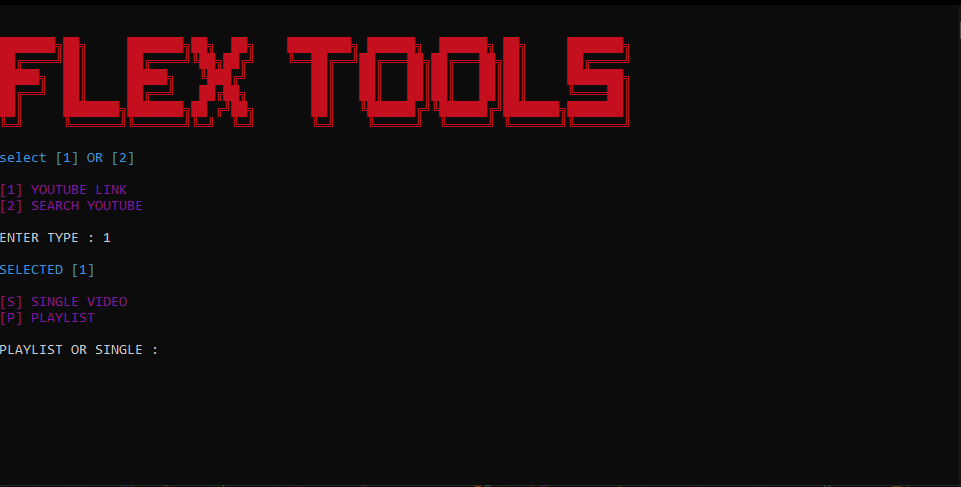 FLEX TOOLS
select [1] OR [2]
[1] YOUTUBE LINK
[2] SEARCH YOUTUBE
ENTER TYPE : 1
SELECTED [1]
[S] SINGLE VIDEO
[P] PLAYLIST
PLAYLIST OR SINGLE :